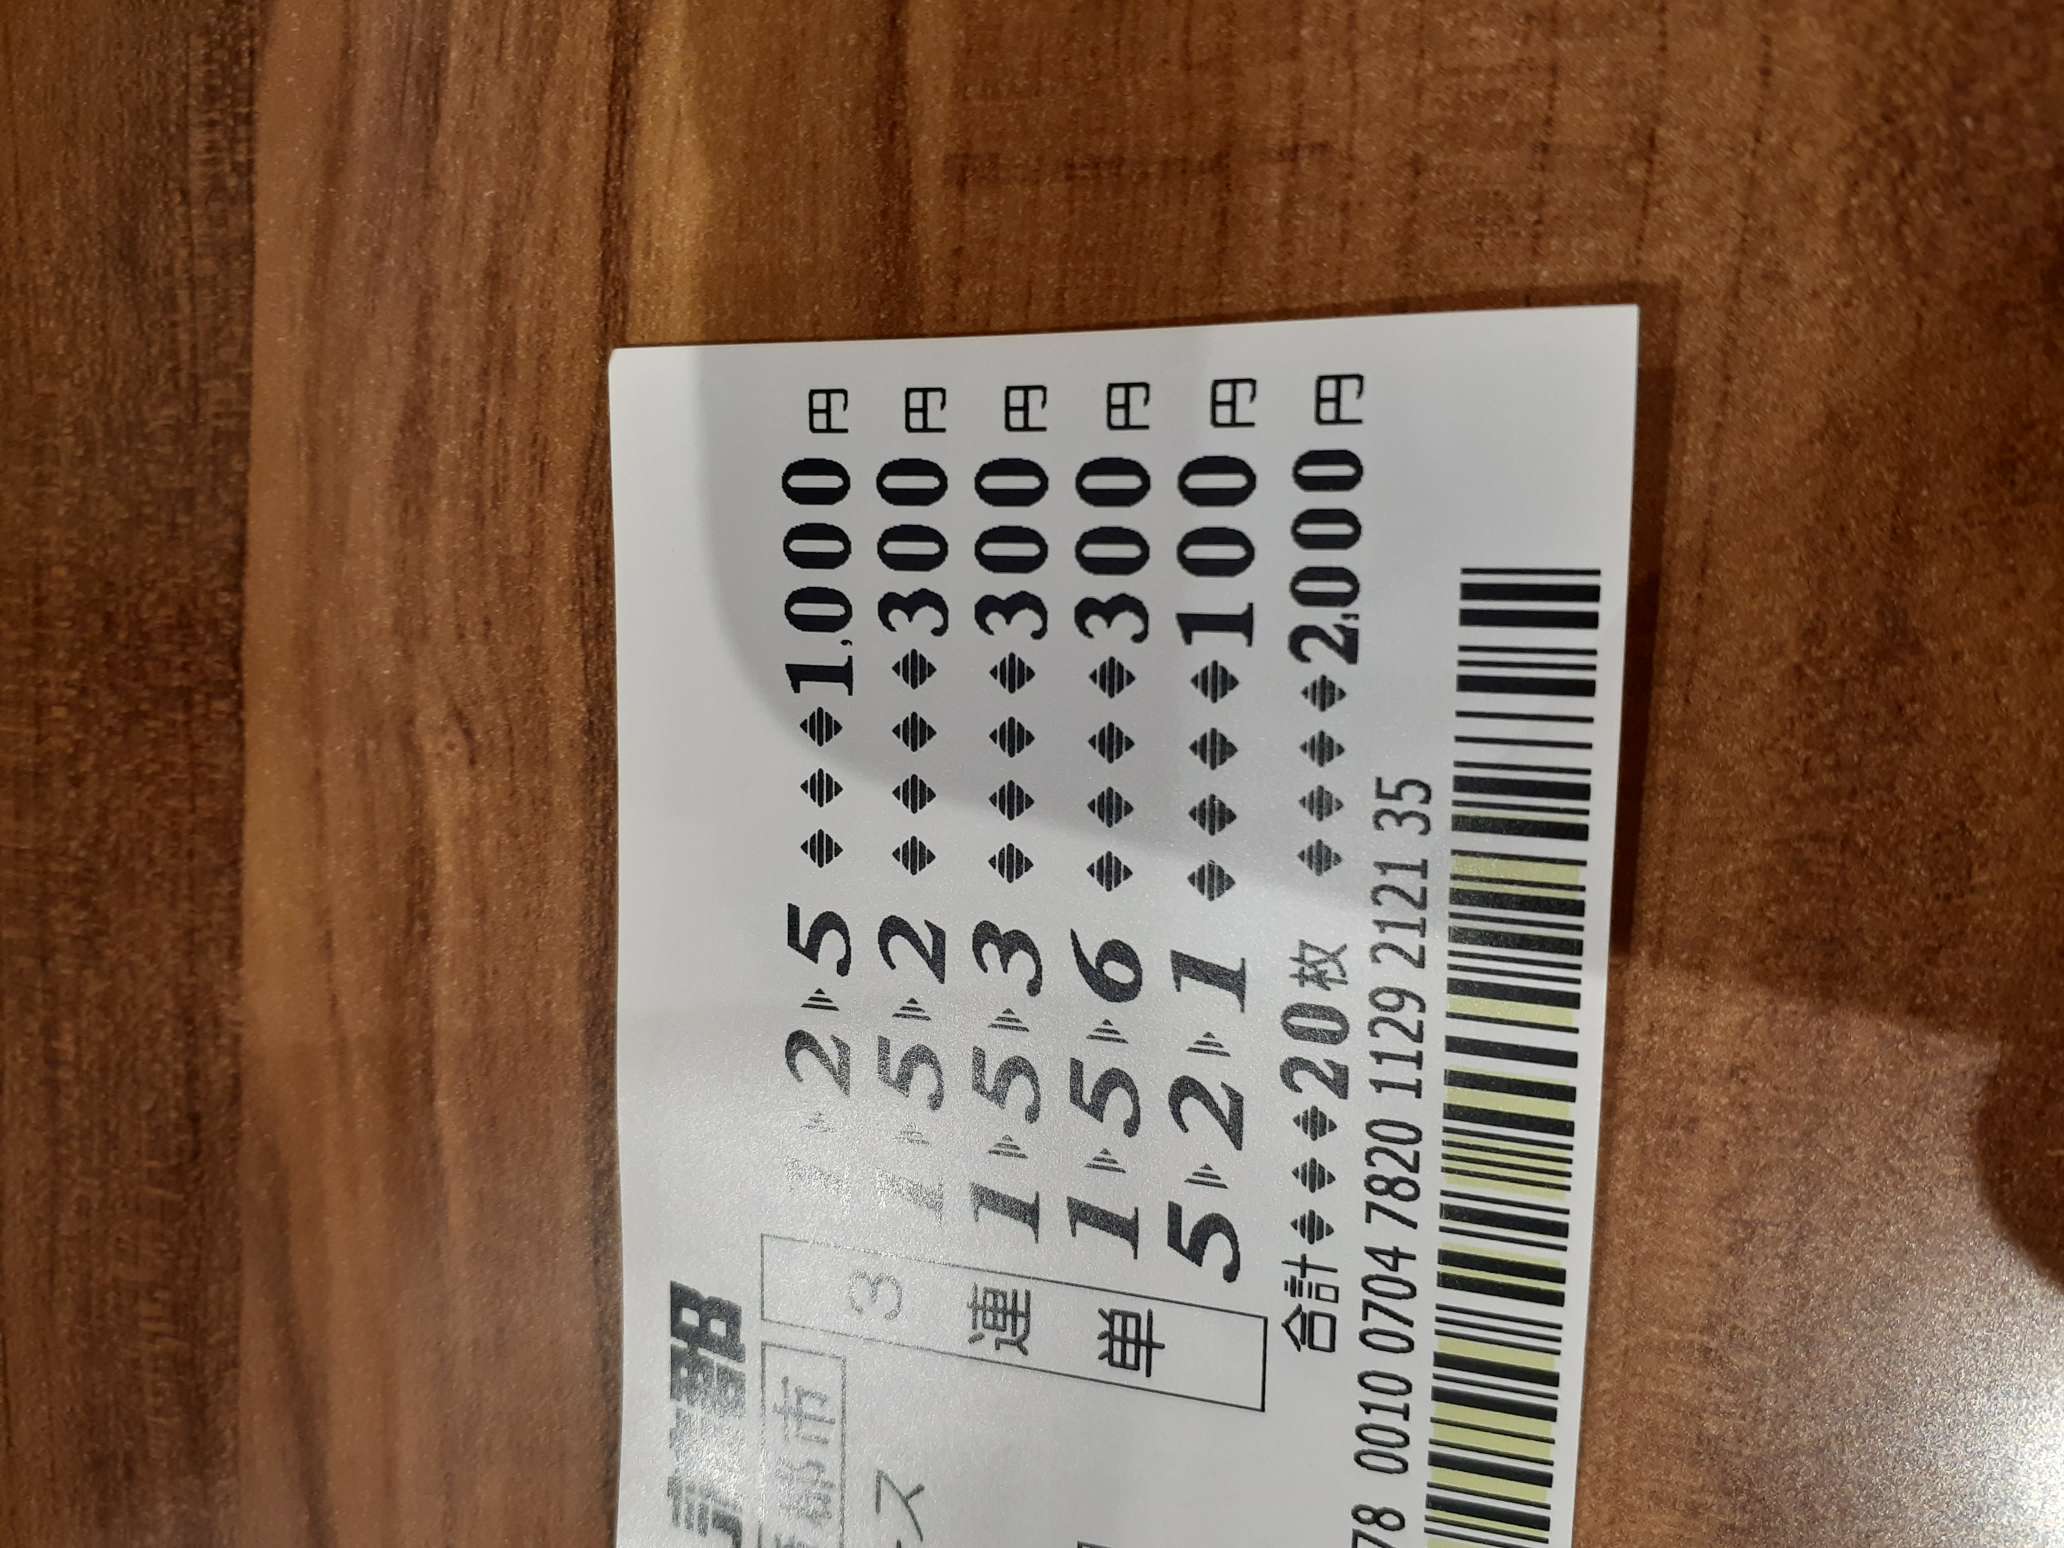 都市
ース
3連単
1▶2▶5 ◆◆◆1,000円
1▶5▶2 ◆◆◆◆300円
1▶5▶3 ◆◆◆◆300円
1▶5▶6 ◆◆◆◆300円
5▶2▶1 ◆◆◆◆100円
合計◆◆◆20枚 ◆◆◆◆2,000円
78 0010 0704 7820 1129 2121 35